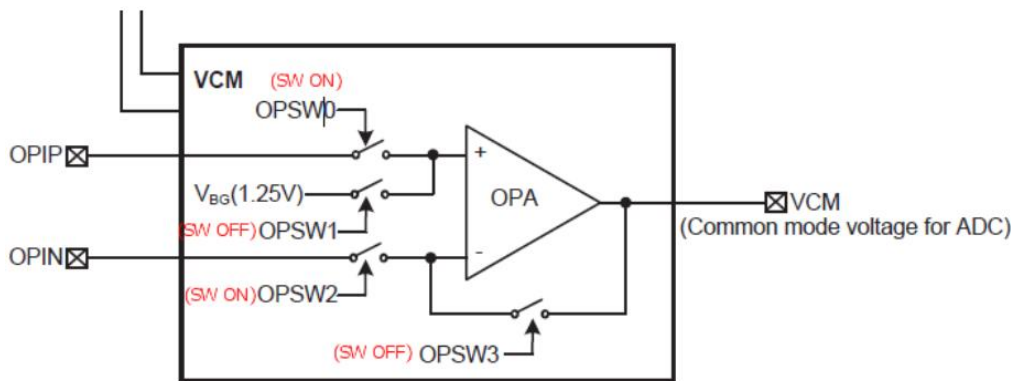 VCM (SW ON)
OPSW0
OPIP
+
VBG(1.25V)
OPA
VCM
(SW OFF) OPSW1
(Common mode voltage for ADC)
OPIN
-
(SW ON) OPSW2
(SW OFF) OPSW3